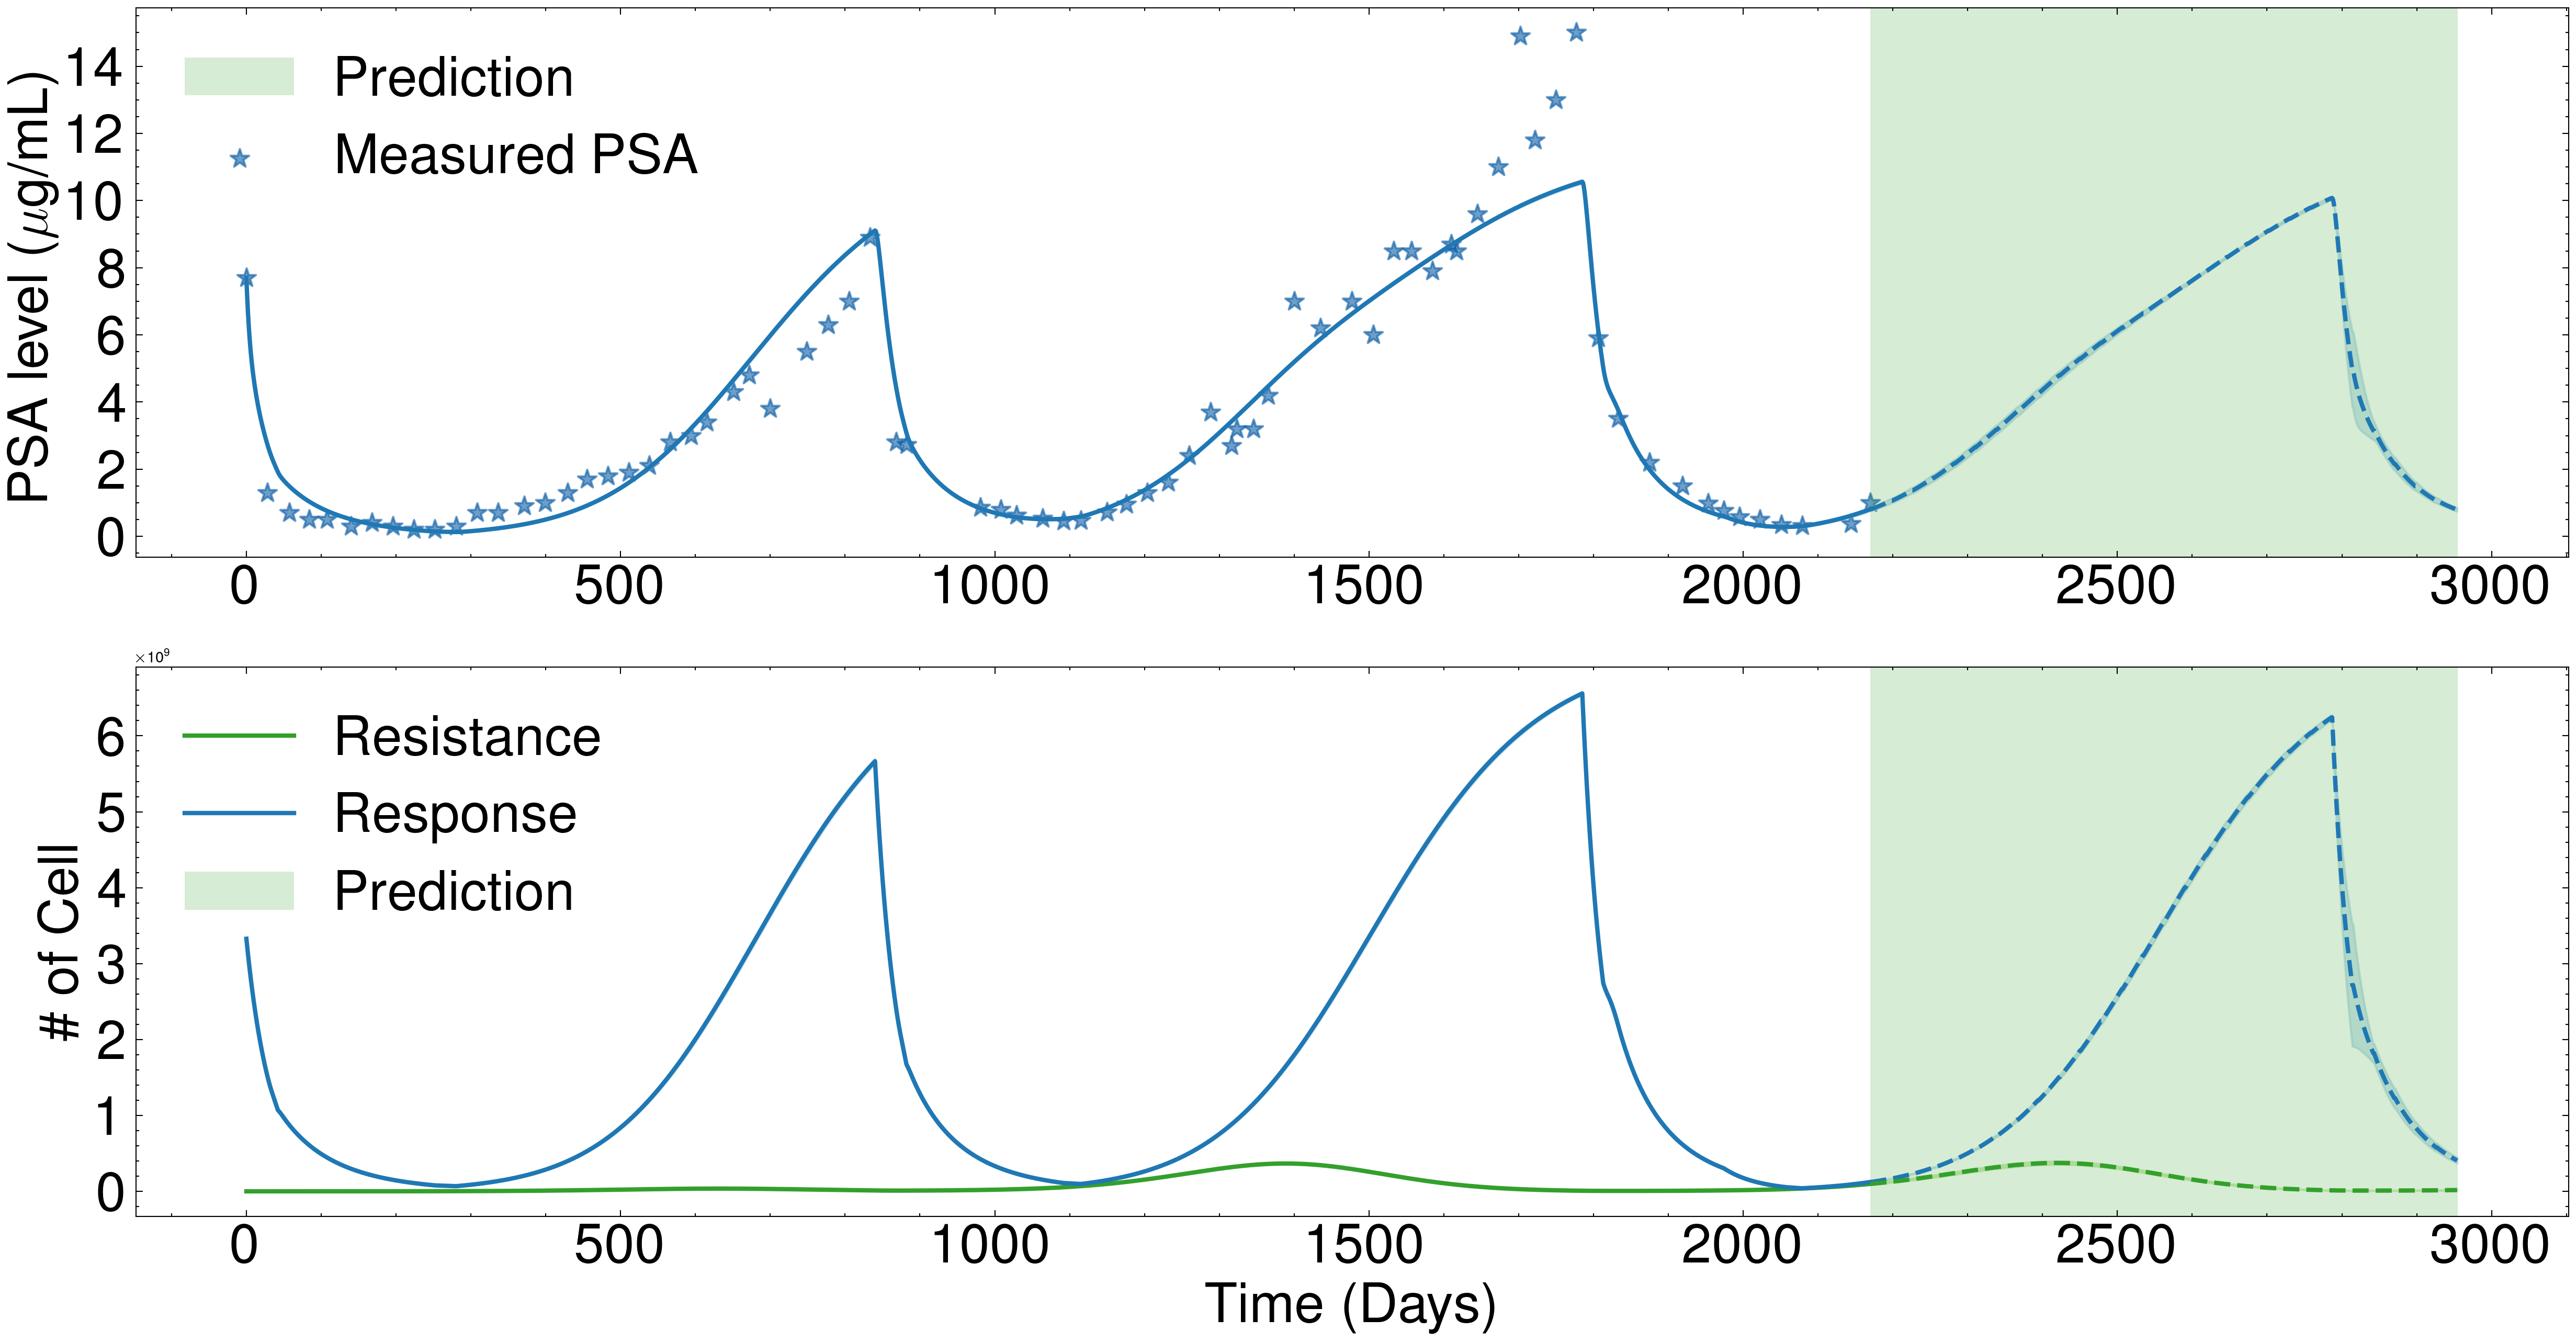 PSA level (μg/mL)
14
12
10
8
6
4
2
0
Prediction
Measured PSA
0 500 1000 1500 2000 2500 3000
×10⁹
# of Cell
6
5
4
3
2
1
0
Resistance
Response
Prediction
0 500 1000 1500 2000 2500 3000
Time (Days)